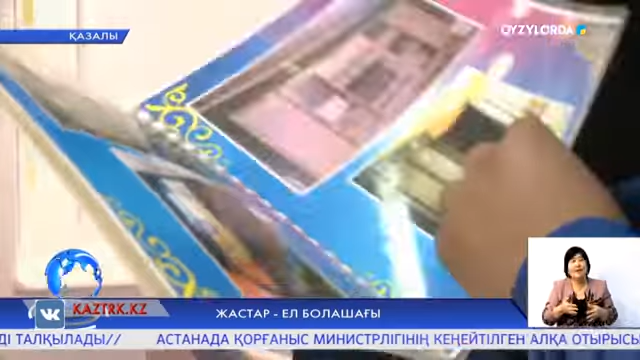 ҚАЗАЛЫ
QYZYLORDA
KAZTRK.KZ
ЖАСТАР - ЕЛ БОЛАШАҒЫ
ДІ ТАЛҚЫЛАДЫ// АСТАНАДА ҚОРҒАНЫС МИНИСТРЛІГІНІҢ КЕҢЕЙТІЛГЕН АЛҚА ОТЫРЫСЫ